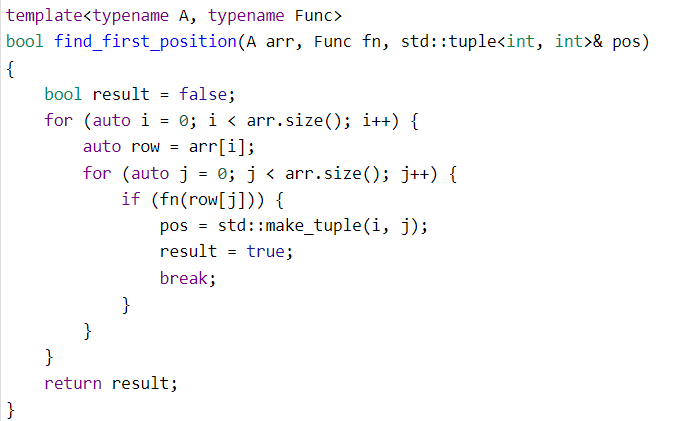 template<typename A, typename Func>
bool find_first_position(A arr, Func fn, std::tuple<int, int>& pos)
{
    bool result = false;
    for (auto i = 0; i < arr.size(); i++) {
        auto row = arr[i];
        for (auto j = 0; j < arr.size(); j++) {
            if (fn(row[j])) {
                pos = std::make_tuple(i, j);
                result = true;
                break;
            }
        }
    }
    return result;
}